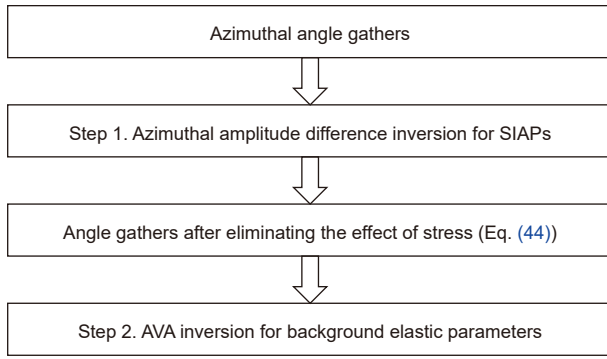 Azimuthal angle gathers
Step 1. Azimuthal amplitude difference inversion for SIAPs
Angle gathers after eliminating the effect of stress (Eq. (44))
Step 2. AVA inversion for background elastic parameters